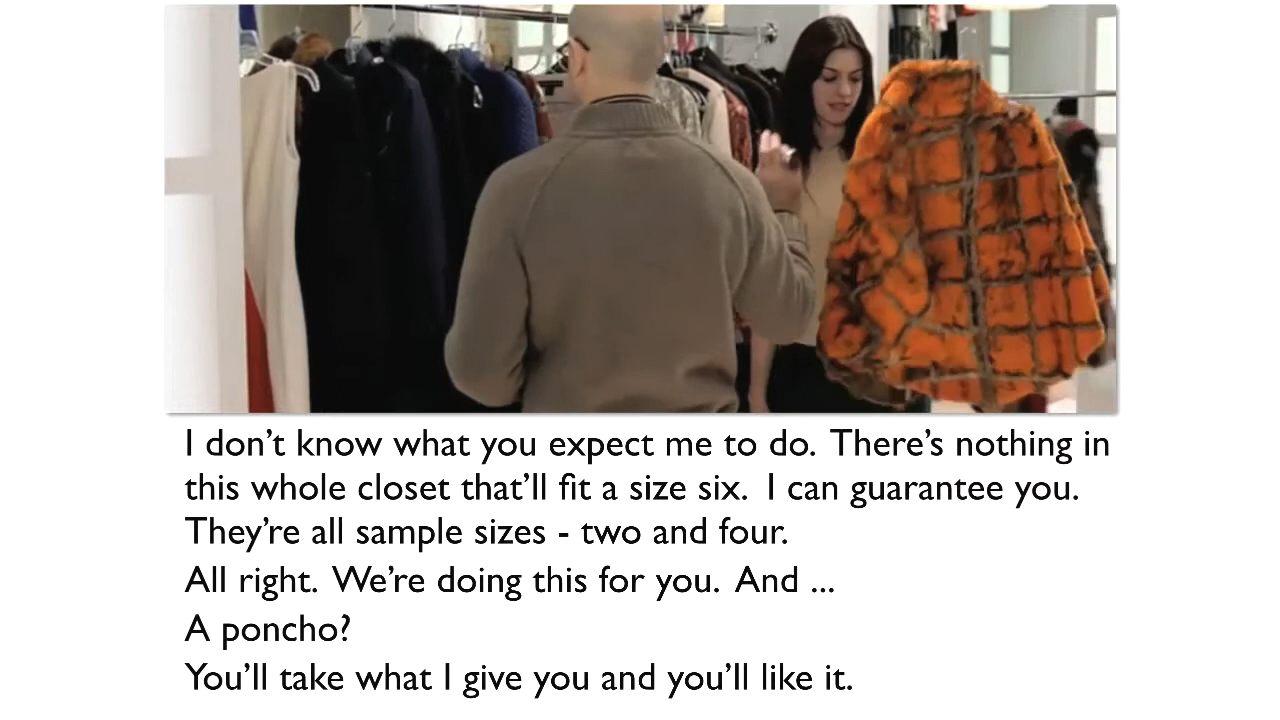 I don’t know what you expect me to do.  There’s nothing in
this whole closet that’ll fit a size six.  I can guarantee you.
They’re all sample sizes - two and four.
All right.  We’re doing this for you.  And ...
A poncho?
You’ll take what I give you and you’ll like it.